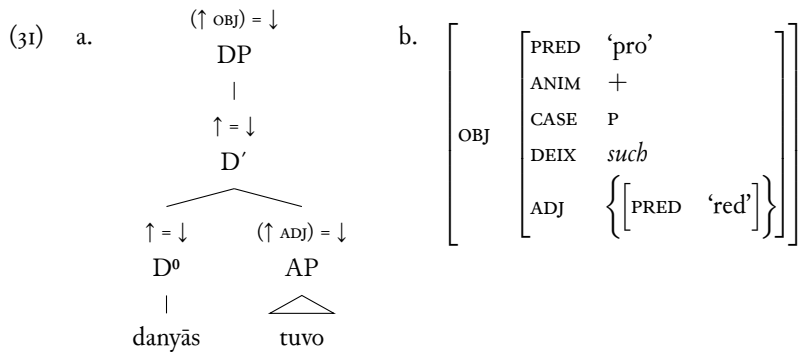 (31) a.
(↑ OBJ) = ↓
DP
↑ = ↓
D′
↑ = ↓ (↑ ADJ) = ↓
D⁰ AP
danyās tuvo
b.
OBJ
PRED ‘pro’
ANIM +
CASE P
DEIX such
ADJ {[PRED ‘red’]}